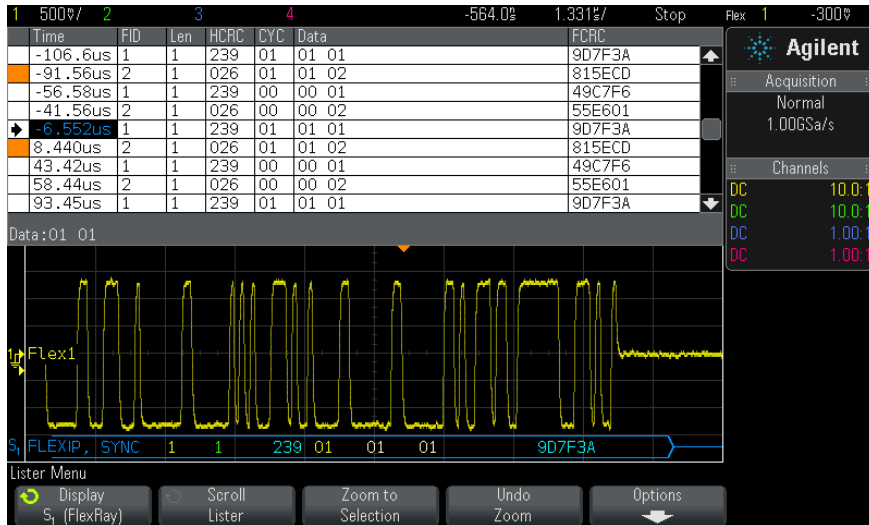 1 500▽/ 2 3 4 -564.0ns 1.331us/ Stop Flex 1 -300▽
Time FID Len HCRC CYC Data FCRC
-106.6us 1 1 239 01 01 01 9D7F3A
-91.56us 2 1 026 01 01 02 815ECD
-56.58us 1 1 239 00 00 01 49C7F6
-41.56us 2 1 026 00 00 02 55E601
-6.552us 1 1 239 01 01 01 9D7F3A
8.440us 2 1 026 01 01 02 815ECD
43.42us 1 1 239 00 00 01 49C7F6
58.44us 2 1 026 00 00 02 55E601
93.45us 1 1 239 01 01 01 9D7F3A
Data:01 01
Agilent
Acquisition
Normal
1.00GSa/s
Channels
DC 10.0:1
DC 10.0:1
DC 1.00:1
DC 1.00:1
Flex1
S1 FLEXIP, SYNC 1 1 239 01 01 01 9D7F3A
Lister Menu
Display
S1 (FlexRay)
Scroll
Lister
Zoom to
Selection
Undo
Zoom
Options